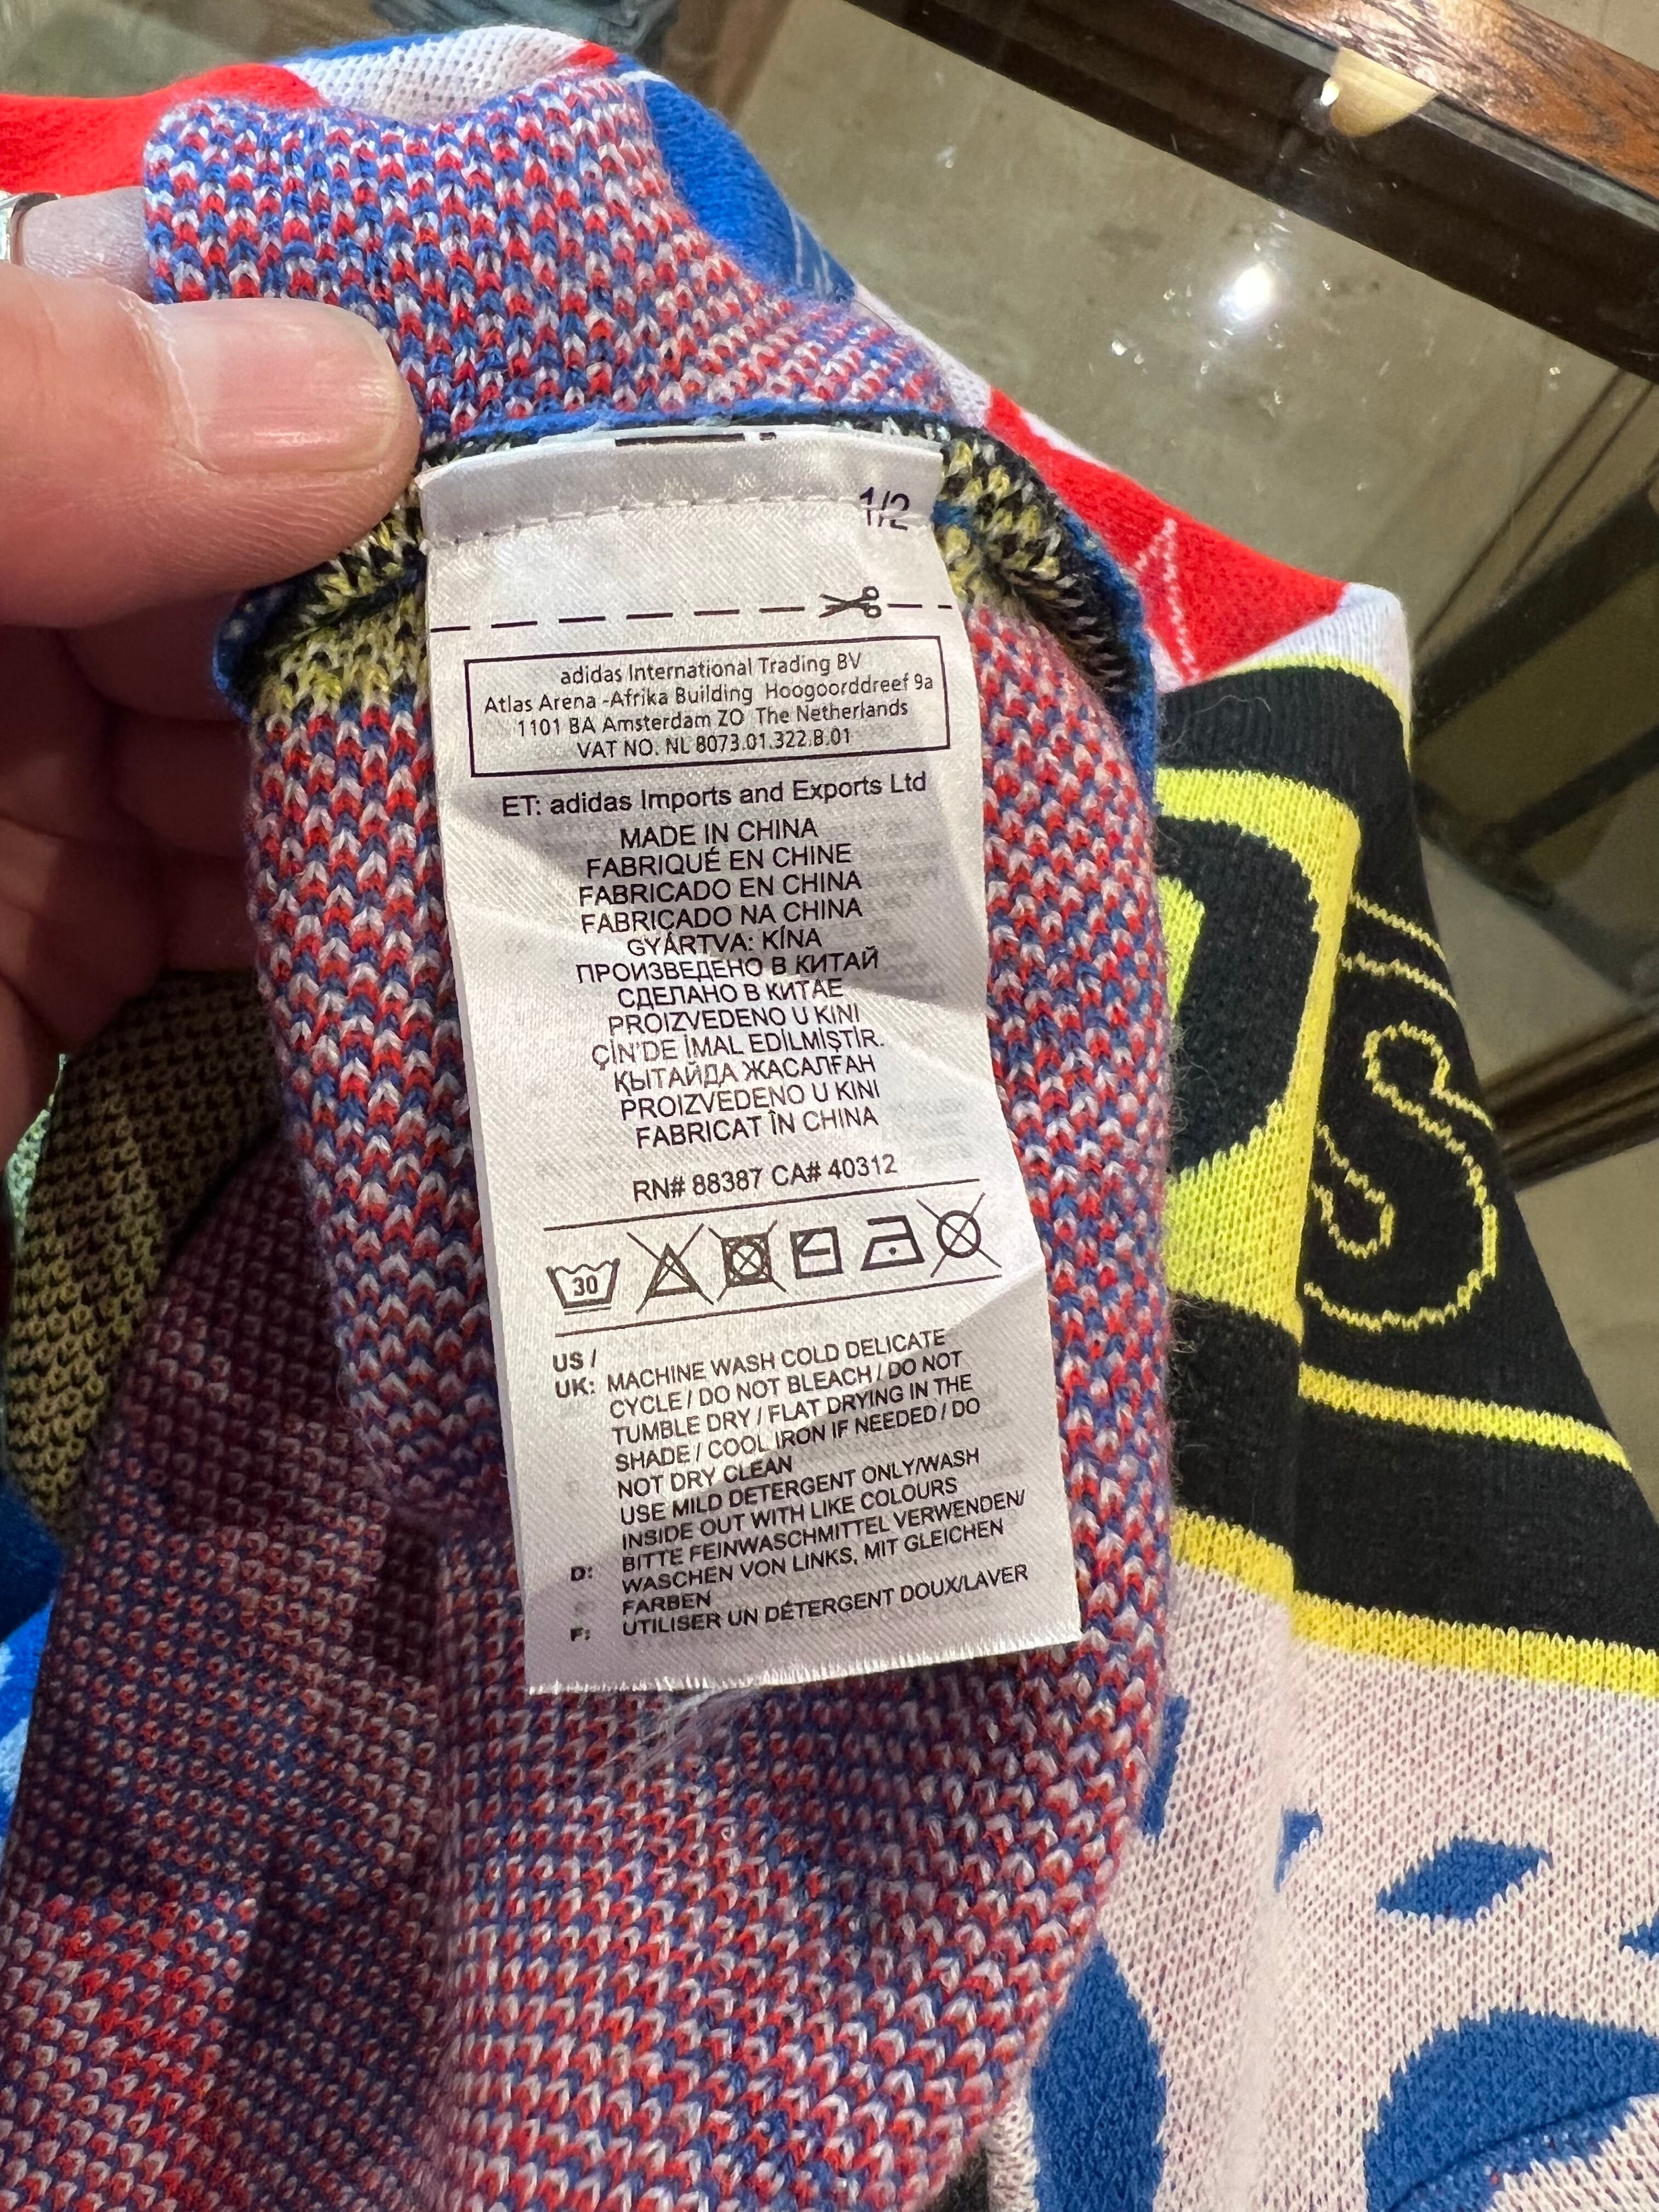 1/2
adidas International Trading BV
Atlas Arena -Afrika Building Hoogoorddreef 9a
1101 BA Amsterdam ZO The Netherlands
VAT NO. NL 8073.01.322.B.01
ET: adidas Imports and Exports Ltd
MADE IN CHINA
FABRIQUÉ EN CHINE
FABRICADO EN CHINA
FABRICADO NA CHINA
GYÁRTVA: KÍNA
ПРОИЗВЕДЕНО В КИТАЙ
СДЕЛАНО В КИТАЕ
PROIZVEDENO U KINI
ÇİN'DE İMAL EDİLMİŞTİR.
ҚЫТАЙДА ЖАСАЛҒАН
PROIZVEDENO U KINI
FABRICAT ÎN CHINA
RN# 88387 CA# 40312
30
US /
UK: MACHINE WASH COLD DELICATE
CYCLE / DO NOT BLEACH / DO NOT
TUMBLE DRY / FLAT DRYING IN THE
SHADE / COOL IRON IF NEEDED / DO
NOT DRY CLEAN
USE MILD DETERGENT ONLY/WASH
INSIDE OUT WITH LIKE COLOURS
D: BITTE FEINWASCHMITTEL VERWENDEN/
WASCHEN VON LINKS, MIT GLEICHEN
FARBEN
F: UTILISER UN DÉTERGENT DOUX/LAVER
S